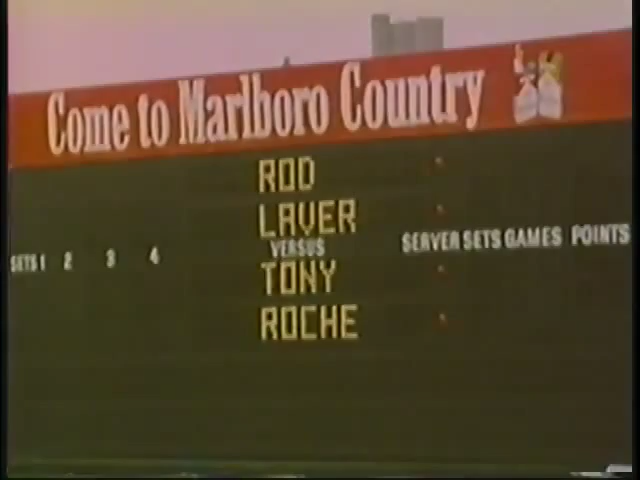 Come to Marlboro Country
ROD
LAVER
VERSUS
SERVER SETS GAMES POINTS
SETS 1 2 3 4
TONY
ROCHE